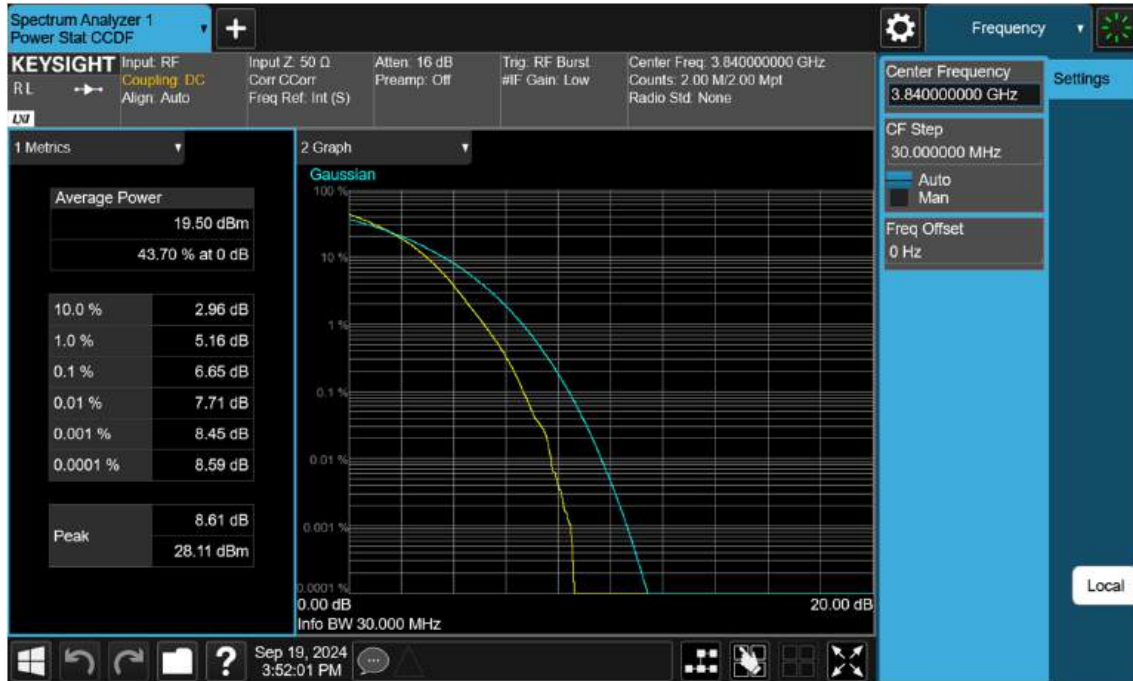 Spectrum Analyzer 1
Power Stat CCDF
Frequency
KEYSIGHT
RL
LXI
Input: RF
Coupling: DC
Align: Auto
Input Z: 50 Ω
Corr CCorr
Freq Ref: Int (S)
Atten: 16 dB
Preamp: Off
Trig: RF Burst
#IF Gain: Low
Center Freq: 3.840000000 GHz
Counts: 2.00 M/2.00 Mpt
Radio Std: None
Center Frequency
3.840000000 GHz
Settings
CF Step
30.000000 MHz
Auto
Man
Freq Offset
0 Hz
1 Metrics
Average Power
19.50 dBm
43.70 % at 0 dB
10.0 % 2.96 dB
1.0 % 5.16 dB
0.1 % 6.65 dB
0.01 % 7.71 dB
0.001 % 8.45 dB
0.0001 % 8.59 dB
Peak
8.61 dB
28.11 dBm
2 Graph
Gaussian
100 %
10 %
1 %
0.1 %
0.01 %
0.001 %
0.0001 %
0.00 dB 20.00 dB
Info BW 30.000 MHz
Local
? Sep 19, 2024
3:52:01 PM